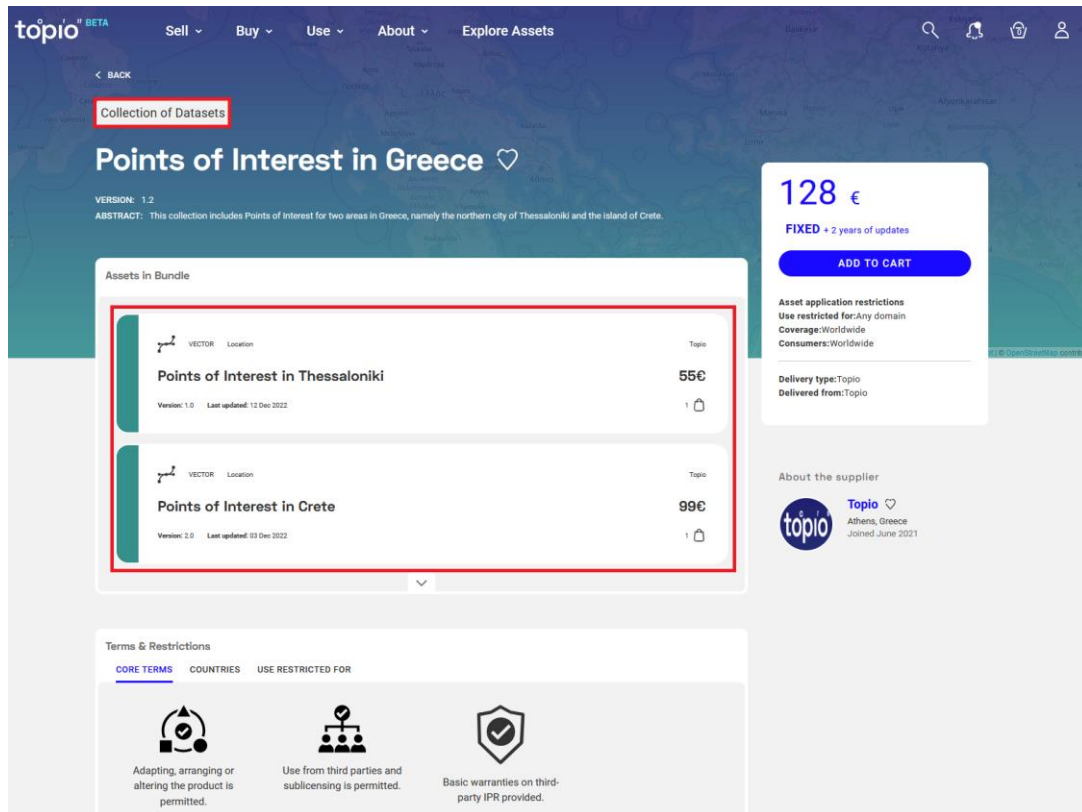 topio" BETA
Sell Buy Use About Explore Assets
< BACK
Collection of Datasets
Points of Interest in Greece
VERSION: 1.2
ABSTRACT: This collection includes Points of Interest for two areas in Greece, namely the northern city of Thessaloniki and the island of Crete.
Assets in Bundle
VECTOR Location Topio
Points of Interest in Thessaloniki 55€
Version: 1.0 Last updated: 12 Dec 2022 1
VECTOR Location Topio
Points of Interest in Crete 99€
Version: 2.0 Last updated: 03 Dec 2022 1
Terms & Restrictions
CORE TERMS COUNTRIES USE RESTRICTED FOR
Adapting, arranging or
altering the product is
permitted.
Use from third parties and
sublicensing is permitted.
Basic warranties on third-
party IPR provided.
128 €
FIXED + 2 years of updates
ADD TO CART
Asset application restrictions
Use restricted for:Any domain
Coverage:Worldwide
Consumers:Worldwide
Delivery type:Topio
Delivered from:Topio
© OpenStreetMap
About the supplier
topio"
Topio
Athens, Greece
Joined June 2021